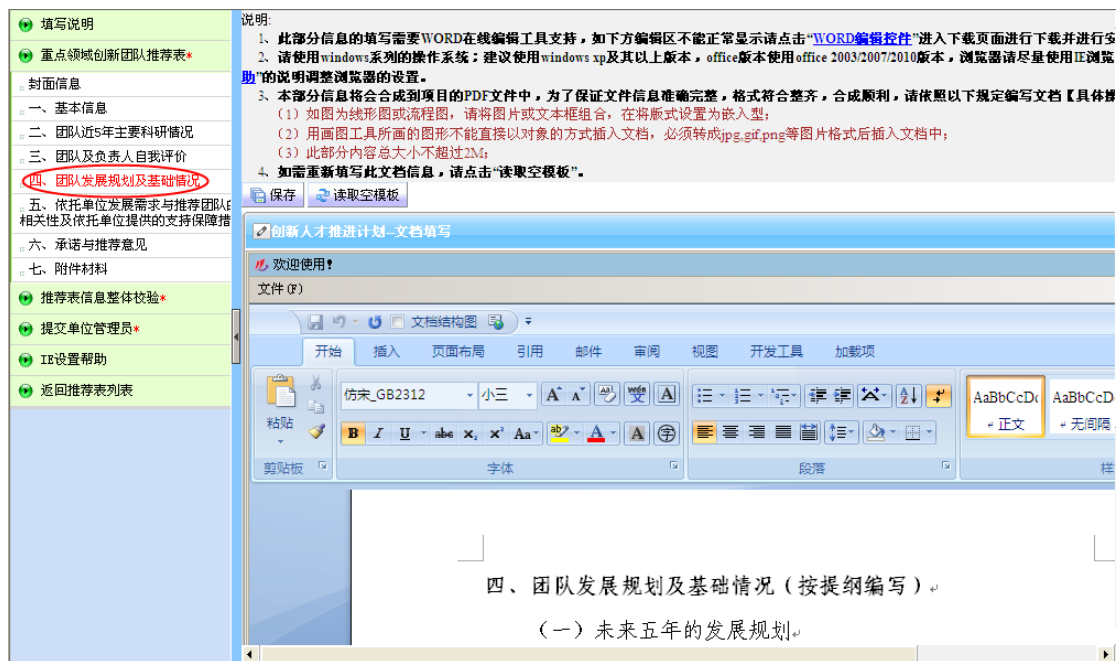 填写说明
重点领域创新团队推荐表*
封面信息
一、基本信息
二、团队近5年主要科研情况
三、团队及负责人自我评价
四、团队发展规划及基础情况
五、依托单位发展需求与推荐团队的
相关性及依托单位提供的支持保障措
六、承诺与推荐意见
七、附件材料
推荐表信息整体校验*
提交单位管理员*
IE设置帮助
返回推荐表列表
说明:
1、此部分信息的填写需要WORD在线编辑工具支持，如下方编辑区不能正常显示请点击“WORD编辑控件”进入下载页面进行下载并进行安
2、请使用windows系列的操作系统；建议使用windows xp及其以上版本，office版本使用office 2003/2007/2010版本，浏览器请尽量使用IE浏览
助”的说明调整浏览器的设置。
3、本部分信息将会合成到项目的PDF文件中，为了保证文件信息准确完整，格式符合整齐，合成顺利，请依照以下规定编写文档【具体操
（1）如图为线形图或流程图，请将图片或文本框组合，在将版式设置为嵌入型；
（2）用画图工具所画的图形不能直接以对象的方式插入文档，必须转成jpg,gif,png等图片格式后插入文档中；
（3）此部分内容总大小不超过2M；
4、如需重新填写此文档信息，请点击“读取空模板”。
保存 读取空模板
创新人才推进计划--文档填写
欢迎使用!
文件(F)
文档结构图
开始 插入 页面布局 引用 邮件 审阅 视图 开发工具 加载项
仿宋_GB2312 小三
AaBbCcDd AaBbCcD
粘贴
B I U abe x₂ x² Aa ab A A 字
正文 无间隔
剪贴板 字体 段落 样
四、团队发展规划及基础情况（按提纲编写）
（一）未来五年的发展规划